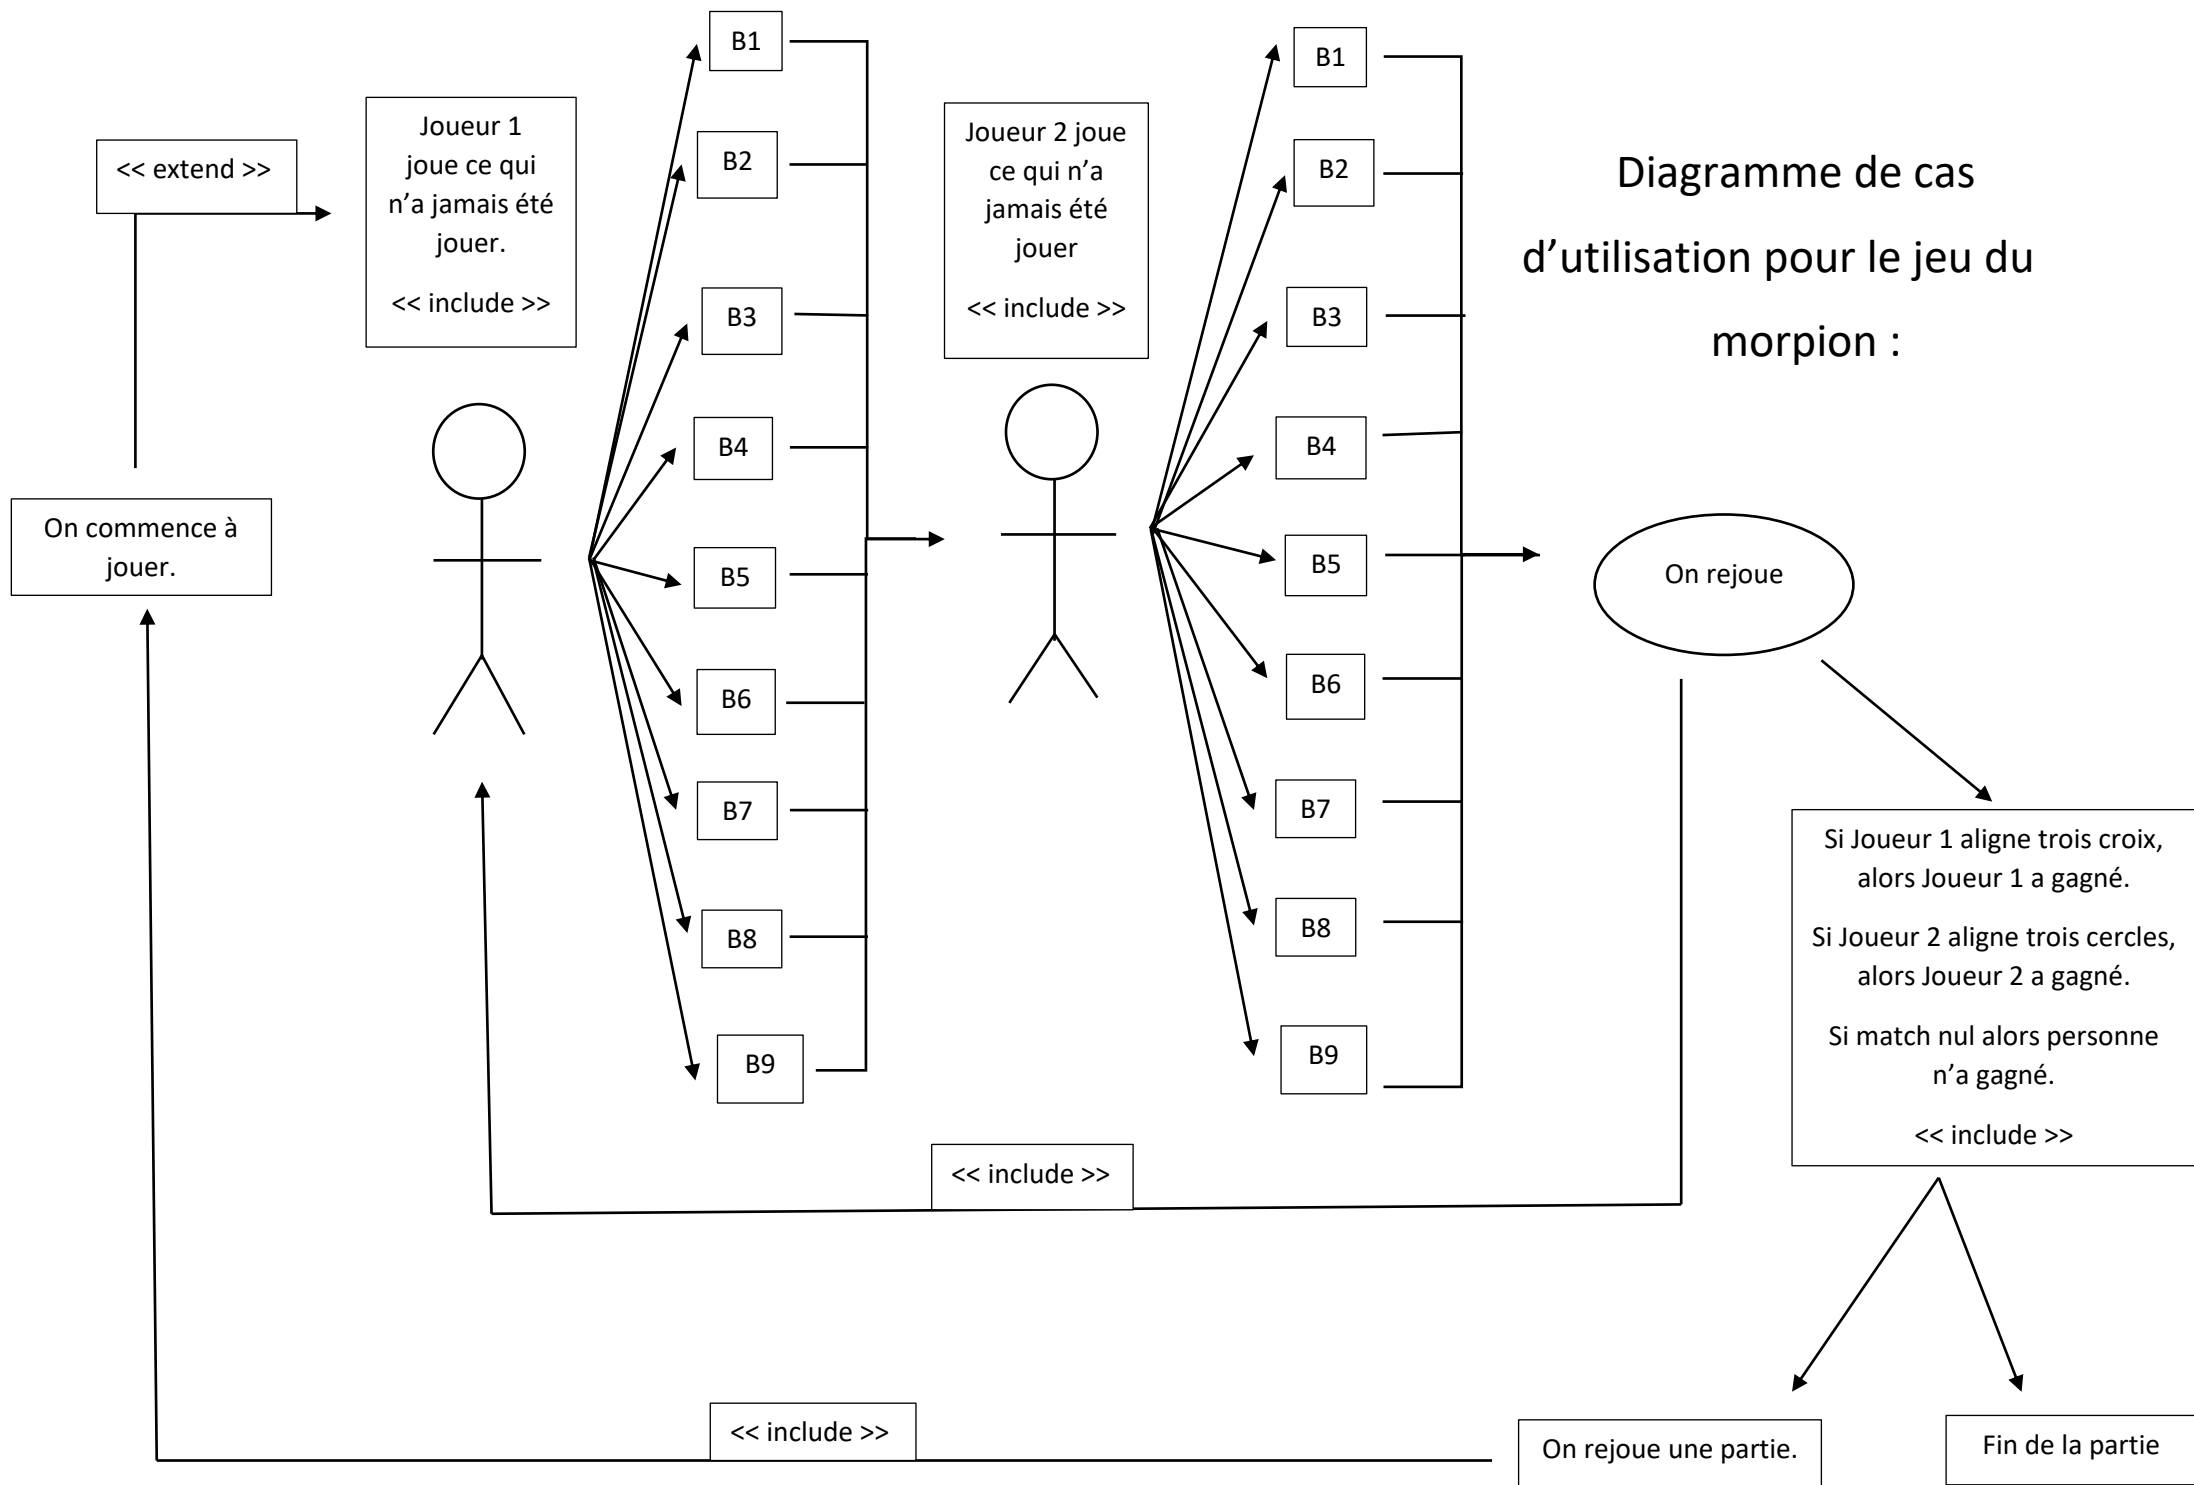 Diagramme de cas
d’utilisation pour le jeu du
morpion :
<< extend >>
On commence à
jouer.
Joueur 1
joue ce qui
n’a jamais été
jouer.
<< include >>
B1
B2
B3
B4
B5
B6
B7
B8
B9
Joueur 2 joue
ce qui n’a
jamais été
jouer
<< include >>
B1
B2
B3
B4
B5
B6
B7
B8
B9
On rejoue
<< include >>
Si Joueur 1 aligne trois croix,
alors Joueur 1 a gagné.
Si Joueur 2 aligne trois cercles,
alors Joueur 2 a gagné.
Si match nul alors personne
n’a gagné.
<< include >>
<< include >>
On rejoue une partie.
Fin de la partie